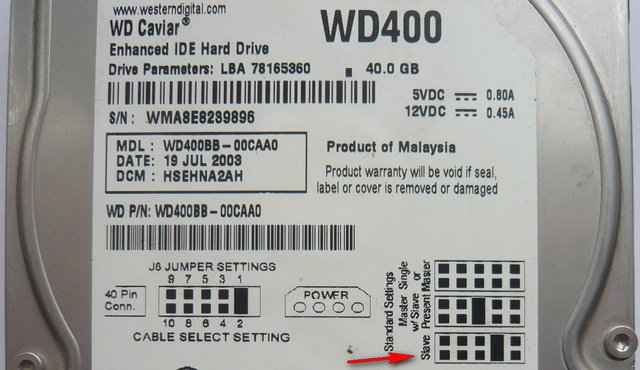 www.westerndigital.com
WD Caviar®
WD400
Enhanced IDE Hard Drive
Drive Parameters: LBA 78165360 . 40.0 GB
5VDC 0.80A
12VDC 0.45A
S/N: WMA8E8239896
MDL: WD400BB-00CAA0
DATE: 19 JUL 2003
DCM: HSEHNA2AH
Product of Malaysia
Product warranty will be void if seal,
label or cover is removed or damaged
WD P/N: WD400BB-00CAA0
J8 JUMPER SETTINGS
9 7 5 3 1
40 Pin
Conn.
10 8 6 4 2
CABLE SELECT SETTING
POWER
Standard Settings
Master Single
w/ Slave or
Slave Present Master